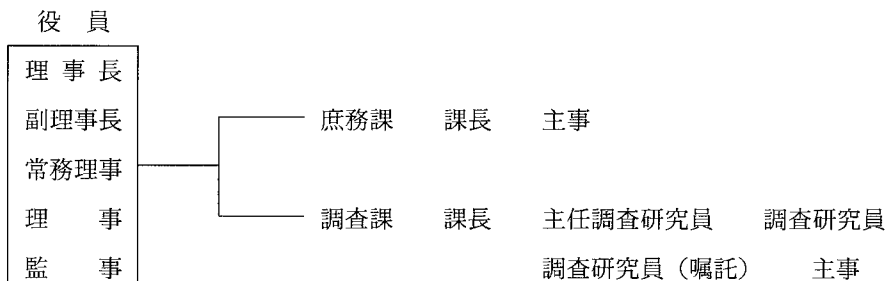 役員
理事長
副理事長 庶務課 課長 主事
常務理事
理事 調査課 課長 主任調査研究員 調査研究員
監事 調査研究員（嘱託） 主事